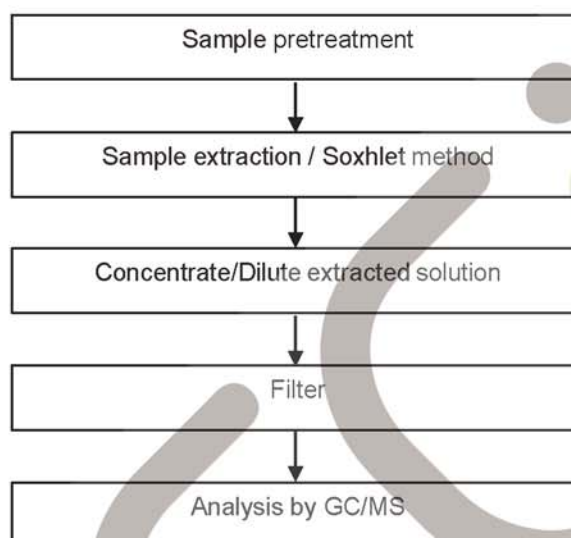 Sample pretreatment
Sample extraction / Soxhlet method
Concentrate/Dilute extracted solution
Filter
Analysis by GC/MS